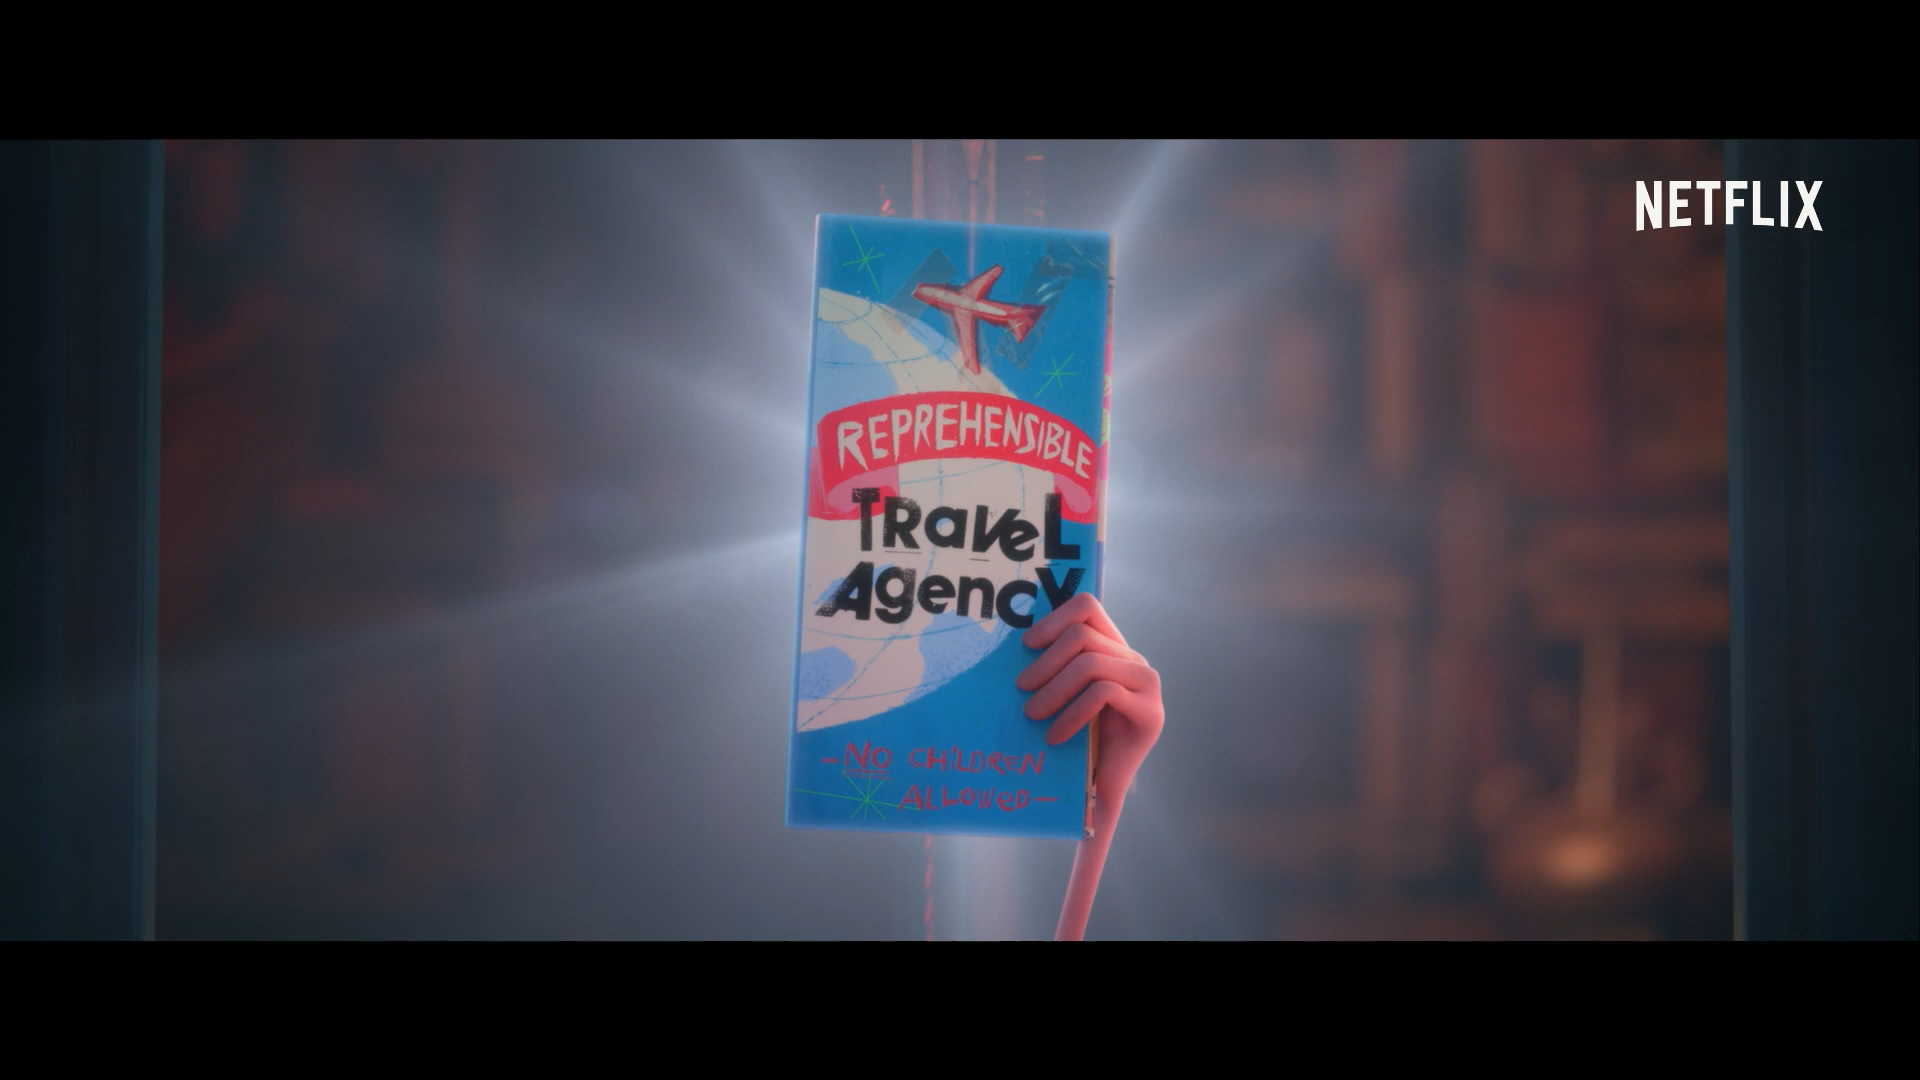 NETFLIX
REPREHENSIBLE
TRaveL
Agency
-NO CHILDREN
ALLOWeD-